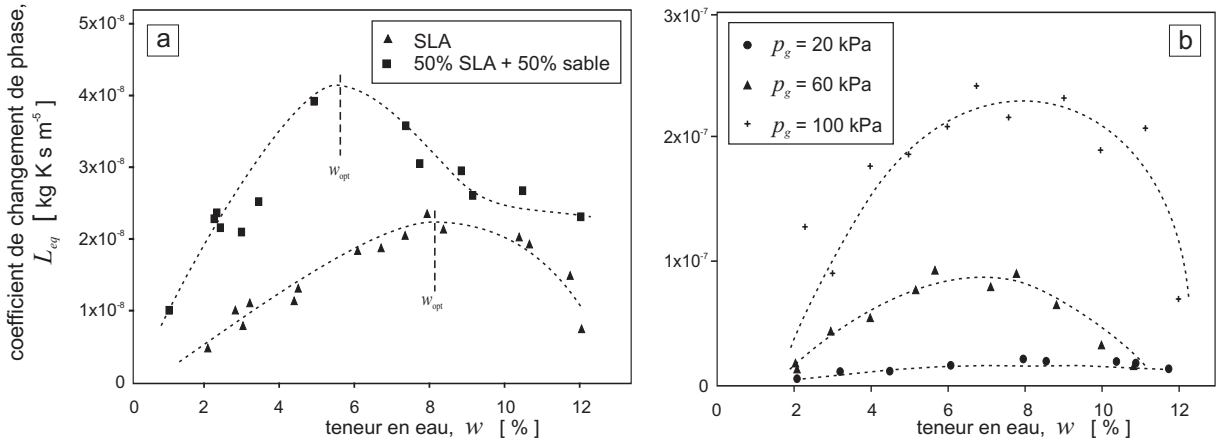 coefficient de changement de phase,
L_eq [ kg K s m⁻⁵]
a
5x10⁻⁸
4x10⁻⁸
3x10⁻⁸
2x10⁻⁸
1x10⁻⁸
0
SLA
50% SLA + 50% sable
w_opt
w_opt
0 2 4 6 8 10 12
teneur en eau, w [ % ]
b
3x10⁻⁷
2x10⁻⁷
1x10⁻⁷
0
p_g = 20 kPa
p_g = 60 kPa
p_g = 100 kPa
0 2 4 6 8 10 12
teneur en eau, w [ % ]